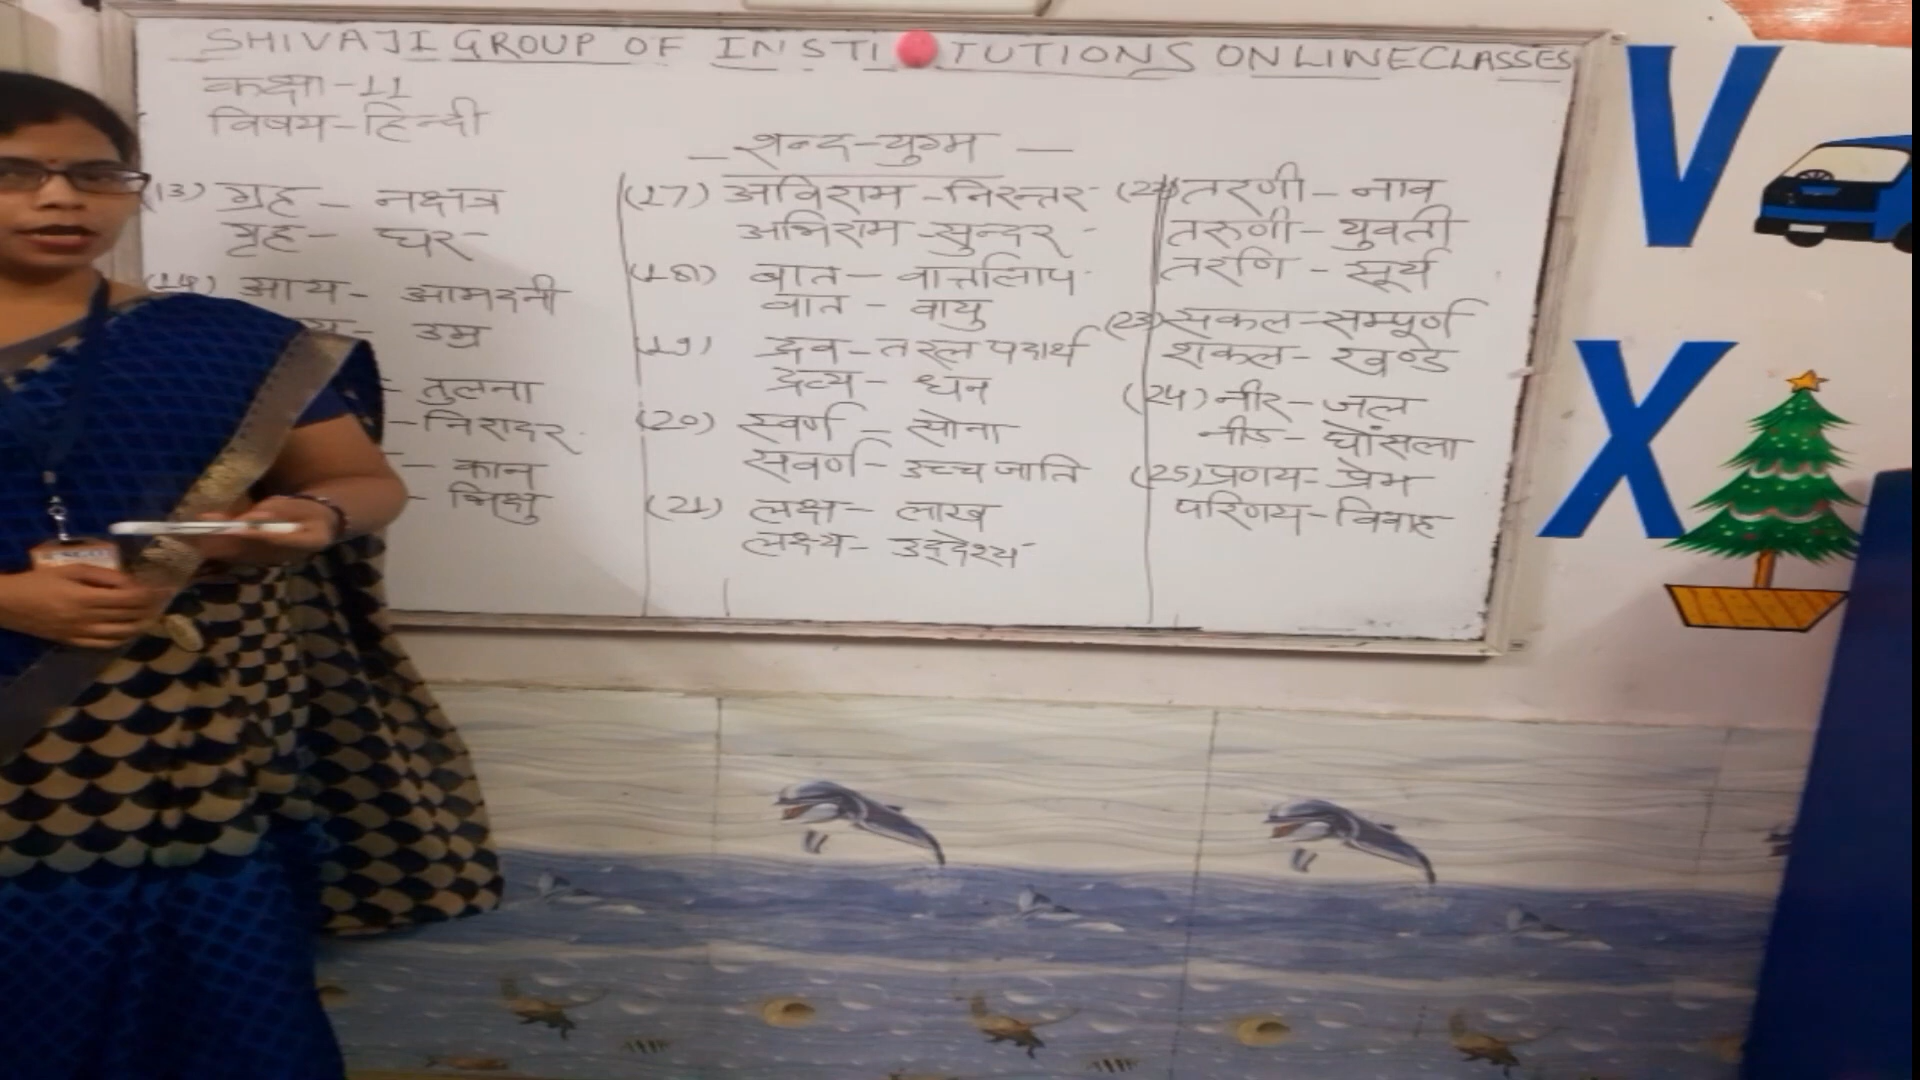 SHIVAJI GROUP OF INSTITUTIONS ONLINE CLASSES
कक्षा-11
विषय-हिन्दी
शब्द-युग्म
(13) ग्रह - नक्षत्र
गृह - घर
(14) आय - आमदनी
य - उम्र
- तुलना
- निरादर
- कान
- भिक्षु
(17) अविराम - निरन्तर
अभिराम - सुन्दर
(18) बात - वार्त्तालाप
वात - वायु
(19) द्रव - तरल पदार्थ
द्रव्य - धन
(20) स्वर्ण - सोना
सवर्ण - उच्च जाति
(21) लक्ष - लाख
लक्ष्य - उद्देश्य
(22) तरणी - नाव
तरुणी - युवती
तरणि - सूर्य
(23) सकल - सम्पूर्ण
शकल - खण्ड
(24) नीर - जल
नीड - घोंसला
(25) प्रणय - प्रेम
परिणय - विवाह
V
X